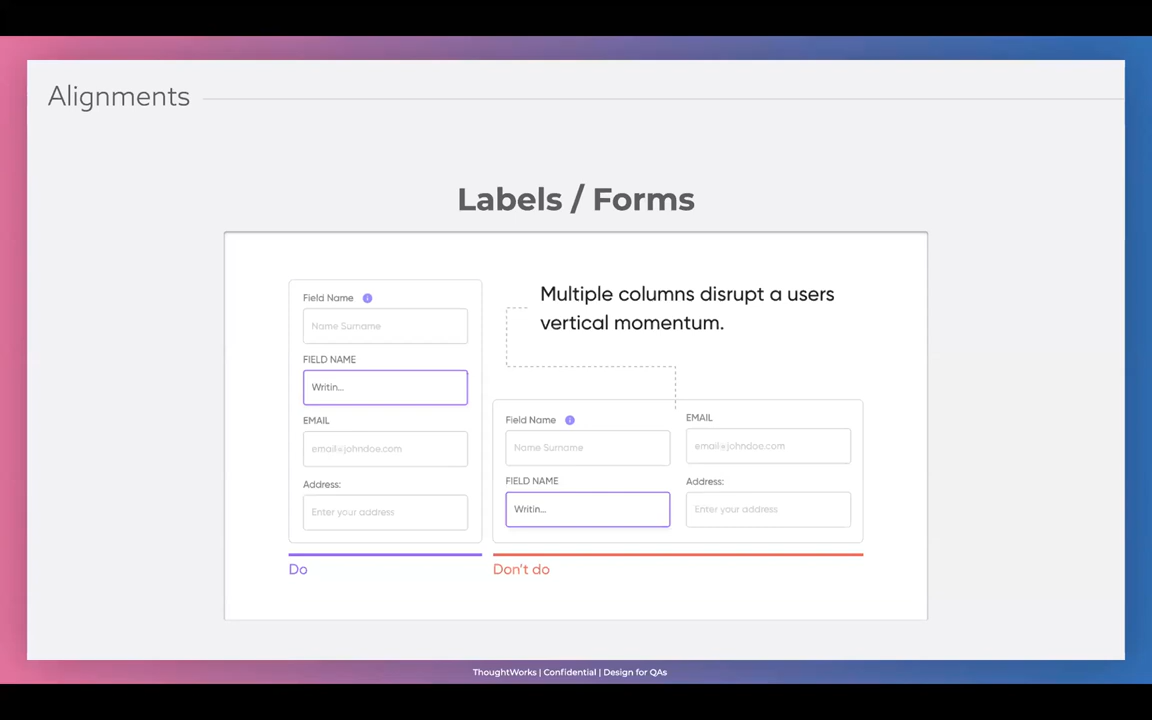 Alignments
Labels / Forms
Field Name i
Name Surname
FIELD NAME
Writin...
EMAIL
email@johndoe.com
Address:
Enter your address
Do
Multiple columns disrupt a users
vertical momentum.
Field Name i
Name Surname
FIELD NAME
Writin...
EMAIL
email@johndoe.com
Address:
Enter your address
Don't do
ThoughtWorks | Confidential | Design for QAs